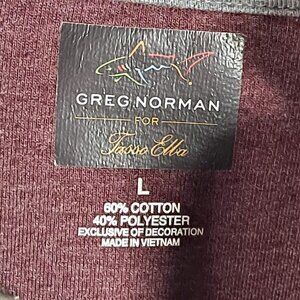 GREG NORMAN
FOR
Tasso Elba
L
60% COTTON
40% POLYESTER
EXCLUSIVE OF DECORATION
MADE IN VIETNAM